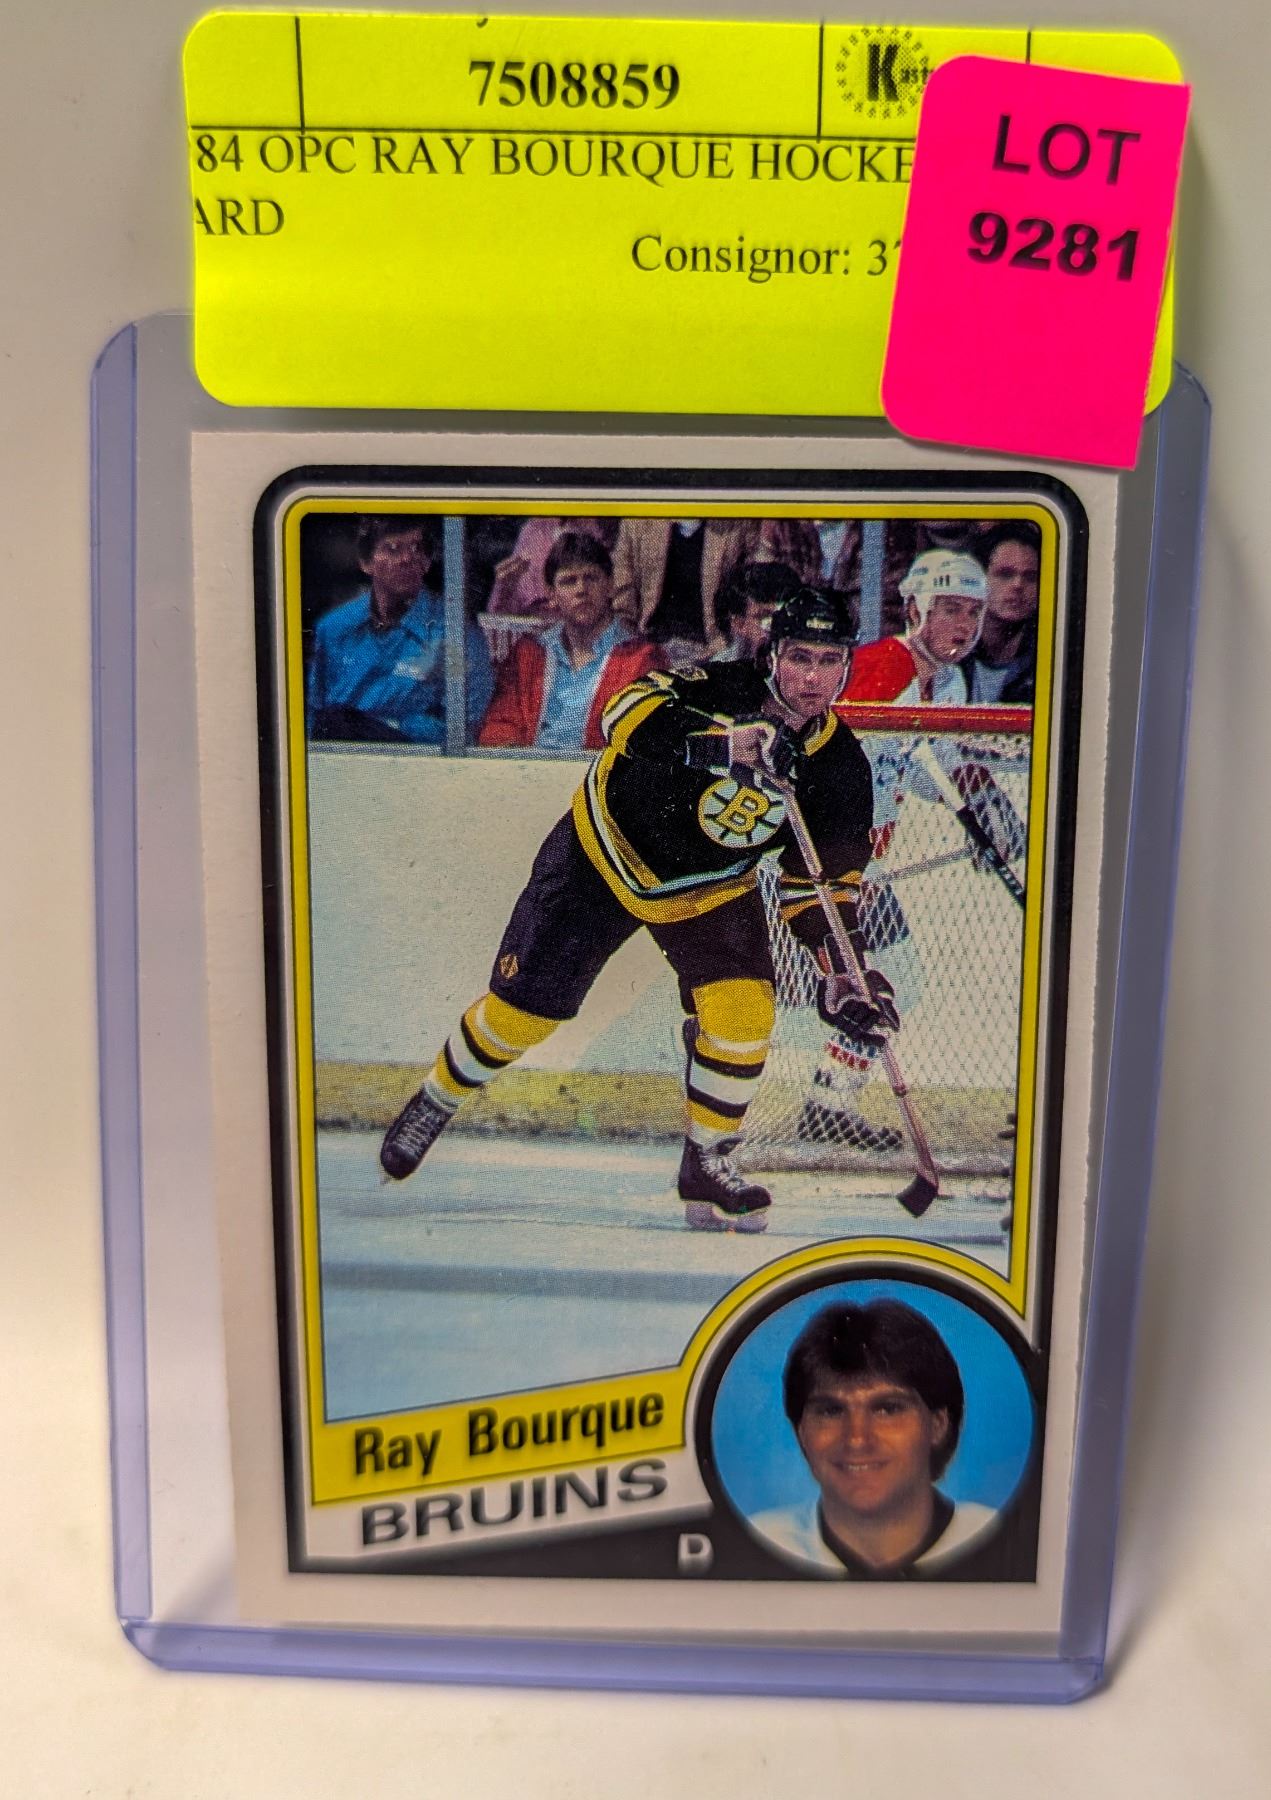 7508859
84 OPC RAY BOURQUE HOCKE
ARD
Consignor: 3
LOT
9281
B
Ray Bourque
BRUINS
D